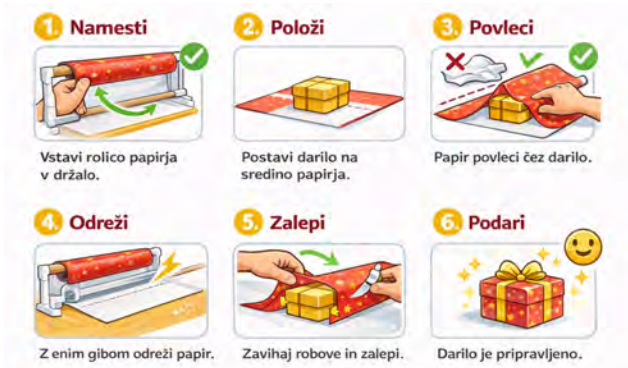 1. Namesti
Vstavi rolico papirja
v držalo.
2. Položi
Postavi darilo na
sredino papirja.
3. Povleci
Papir povleci čez darilo.
4. Odreži
Z enim gibom odreži papir.
5. Zalepi
Zavihaj robove in zalepi.
6. Podari
Darilo je pripravljeno.